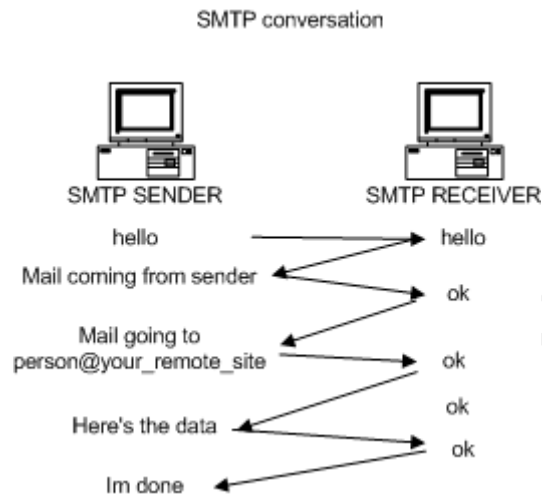 SMTP conversation
SMTP SENDER
SMTP RECEIVER
hello
hello
Mail coming from sender
ok
Mail going to
person@your_remote_site
ok
ok
Here's the data
ok
Im done